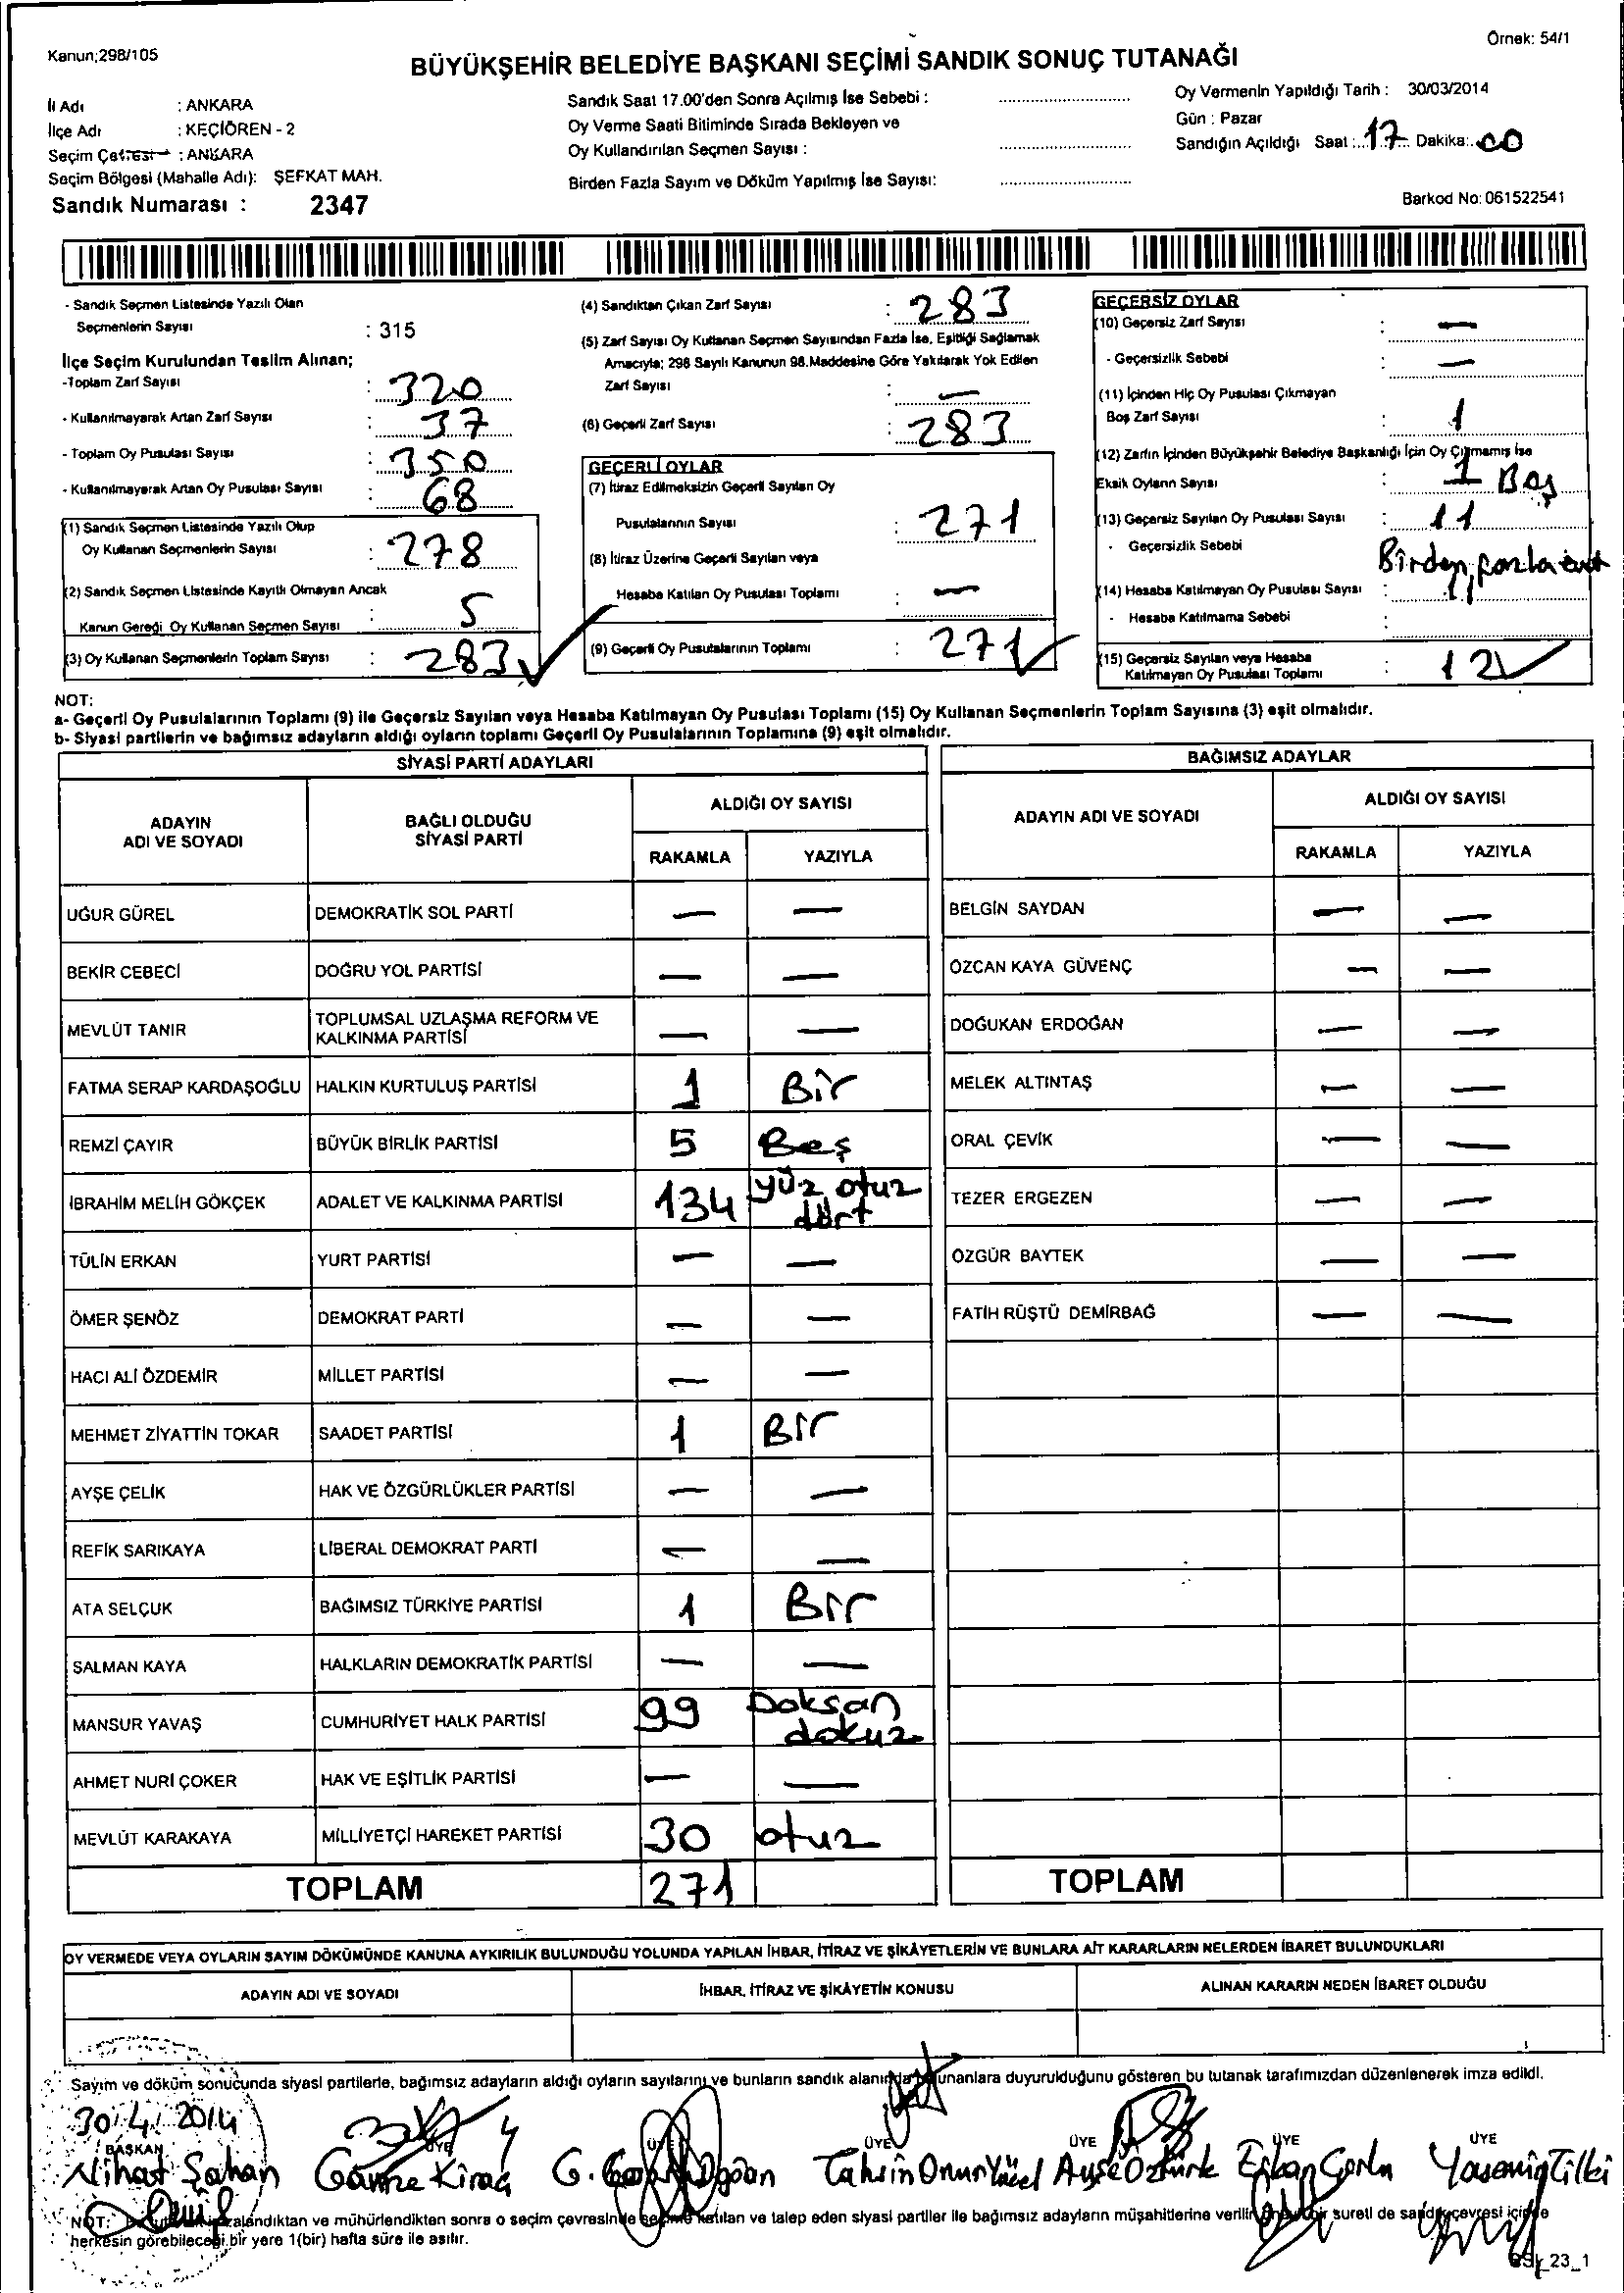 Kanun;298/105
Örnek: 54/1
BÜYÜKŞEHİR BELEDİYE BAŞKANI SEÇİMİ SANDIK SONUÇ TUTANAĞI
İl Adı : ANKARA
İlçe Adı : KEÇİÖREN - 2
Seçim Çevresi : ANKARA
Seçim Bölgesi (Mahalle Adı): ŞEFKAT MAH.
Sandık Numarası : 2347
Sandık Saat 17.00'den Sonra Açılmış İse Sebebi :
Oy Verme Saati Bitiminde Sırada Bekleyen ve
Oy Kullandırılan Seçmen Sayısı :
Birden Fazla Sayım ve Döküm Yapılmış İse Sayısı:
Oy Vermenin Yapıldığı Tarih : 30/03/2014
Gün : Pazar
Sandığın Açıldığı Saat : 17 Dakika: 00
Barkod No: 061522541
- Sandık Seçmen Listesinde Yazılı Olan
Seçmenlerin Sayısı : 315
İlçe Seçim Kurulundan Teslim Alınan;
-Toplam Zarf Sayısı : 320
- Kullanılmayarak Artan Zarf Sayısı : 37
- Toplam Oy Pusulası Sayısı : 350
- Kullanılmayarak Artan Oy Pusulası Sayısı : 68
(1) Sandık Seçmen Listesinde Yazılı Olup
Oy Kullanan Seçmenlerin Sayısı : 278
(2) Sandık Seçmen Listesinde Kayıtlı Olmayan Ancak
Kanun Gereği Oy Kullanan Seçmen Sayısı : 5
(3) Oy Kullanan Seçmenlerin Toplam Sayısı : 283
(4) Sandıktan Çıkan Zarf Sayısı : 283
(5) Zarf Sayısı Oy Kullanan Seçmen Sayısından Fazla İse, Eşitliği Sağlamak
Amacıyla; 298 Sayılı Kanunun 98.Maddesine Göre Yakılarak Yok Edilen
Zarf Sayısı : —
(6) Geçerli Zarf Sayısı : 283
GEÇERLİ OYLAR
(7) İtiraz Edilmeksizin Geçerli Sayılan Oy
Pusulalarının Sayısı : 271
(8) İtiraz Üzerine Geçerli Sayılan veya
Hesaba Katılan Oy Pusulası Toplamı : —
(9) Geçerli Oy Pusulalarının Toplamı : 271
GEÇERSİZ OYLAR
(10) Geçersiz Zarf Sayısı : —
- Geçersizlik Sebebi : —
(11) İçinden Hiç Oy Pusulası Çıkmayan
Boş Zarf Sayısı : 1
(12) Zarfın İçinden Büyükşehir Belediye Başkanlığı İçin Oy Çıkmamış İse
Eksik Oyların Sayısı : 1 Boş
(13) Geçersiz Sayılan Oy Pusulası Sayısı : 11
- Geçersizlik Sebebi Birden fazla
(14) Hesaba Katılmayan Oy Pusulası Sayısı :
- Hesaba Katılmama Sebebi :
(15) Geçersiz Sayılan veya Hesaba
Katılmayan Oy Pusulası Toplamı : 12
NOT:
a- Geçerli Oy Pusulalarının Toplamı (9) ile Geçersiz Sayılan veya Hesaba Katılmayan Oy Pusulası Toplamı (15) Oy Kullanan Seçmenlerin Toplam Sayısına (3) eşit olmalıdır.
b- Siyasi partilerin ve bağımsız adayların aldığı oyların toplamı Geçerli Oy Pusulalarının Toplamına (9) eşit olmalıdır.
SİYASİ PARTİ ADAYLARI
ADAYIN ADI VE SOYADI
BAĞLI OLDUĞU SİYASİ PARTİ
ALDIĞI OY SAYISI
RAKAMLA YAZIYLA
UĞUR GÜREL DEMOKRATİK SOL PARTİ — —
BEKİR CEBECİ DOĞRU YOL PARTİSİ — —
MEVLÜT TANIR TOPLUMSAL UZLAŞMA REFORM VE KALKINMA PARTİSİ — —
FATMA SERAP KARDAŞOĞLU HALKIN KURTULUŞ PARTİSİ 1 Bir
REMZİ ÇAYIR BÜYÜK BİRLİK PARTİSİ 5 Beş
İBRAHİM MELİH GÖKÇEK ADALET VE KALKINMA PARTİSİ 134 yüz otuz dört
TÜLİN ERKAN YURT PARTİSİ — —
ÖMER ŞENÖZ DEMOKRAT PARTİ — —
HACI ALİ ÖZDEMİR MİLLET PARTİSİ — —
MEHMET ZİYATTİN TOKAR SAADET PARTİSİ 1 Bir
AYŞE ÇELİK HAK VE ÖZGÜRLÜKLER PARTİSİ — —
REFİK SARIKAYA LİBERAL DEMOKRAT PARTİ — —
ATA SELÇUK BAĞIMSIZ TÜRKİYE PARTİSİ 1 Bir
SALMAN KAYA HALKLARIN DEMOKRATİK PARTİSİ — —
MANSUR YAVAŞ CUMHURİYET HALK PARTİSİ 99 Doksan dokuz
AHMET NURİ ÇOKER HAK VE EŞİTLİK PARTİSİ — —
MEVLÜT KARAKAYA MİLLİYETÇİ HAREKET PARTİSİ 30 otuz
TOPLAM 271
BAĞIMSIZ ADAYLAR
ADAYIN ADI VE SOYADI
ALDIĞI OY SAYISI
RAKAMLA YAZIYLA
BELGİN SAYDAN — —
ÖZCAN KAYA GÜVENÇ — —
DOĞUKAN ERDOĞAN — —
MELEK ALTINTAŞ — —
ORAL ÇEVİK — —
TEZER ERGEZEN — —
ÖZGÜR BAYTEK — —
FATİH RÜŞTÜ DEMİRBAĞ — —
TOPLAM
OY VERMEDE VEYA OYLARIN SAYIM DÖKÜMÜNDE KANUNA AYKIRILIK BULUNDUĞU YOLUNDA YAPILAN İHBAR, İTİRAZ VE ŞİKÂYETLERİN VE BUNLARA AİT KARARLARIN NELERDEN İBARET BULUNDUKLARI
ADAYIN ADI VE SOYADI İHBAR, İTİRAZ VE ŞİKÂYETİN KONUSU ALINAN KARARIN NEDEN İBARET OLDUĞU
Sayım ve döküm sonucunda siyasi partilerle, bağımsız adayların aldığı oyların sayılarını ve bunların sandık alanında bulunanlara duyurulduğunu gösteren bu tutanak tarafımızdan düzenlenerek imza edildi.
30/4/2014
BAŞKAN ÜYE ÜYE ÜYE ÜYE ÜYE ÜYE
Nihat Şahan Gamze Kıraç G. Doğan Tahsin Onur Yücel Ayşe Öztürk Erkan Yasemin Tilki
NOT: kalandıktan ve mühürlendikten sonra o seçim çevresinde seçime katılan ve talep eden siyasi partiler ile bağımsız adayların müşahitlerine verilir bir sureti de sandık çevresi içinde
herkesin görebileceği bir yere 1(bir) hafta süre ile asılır.
23_1